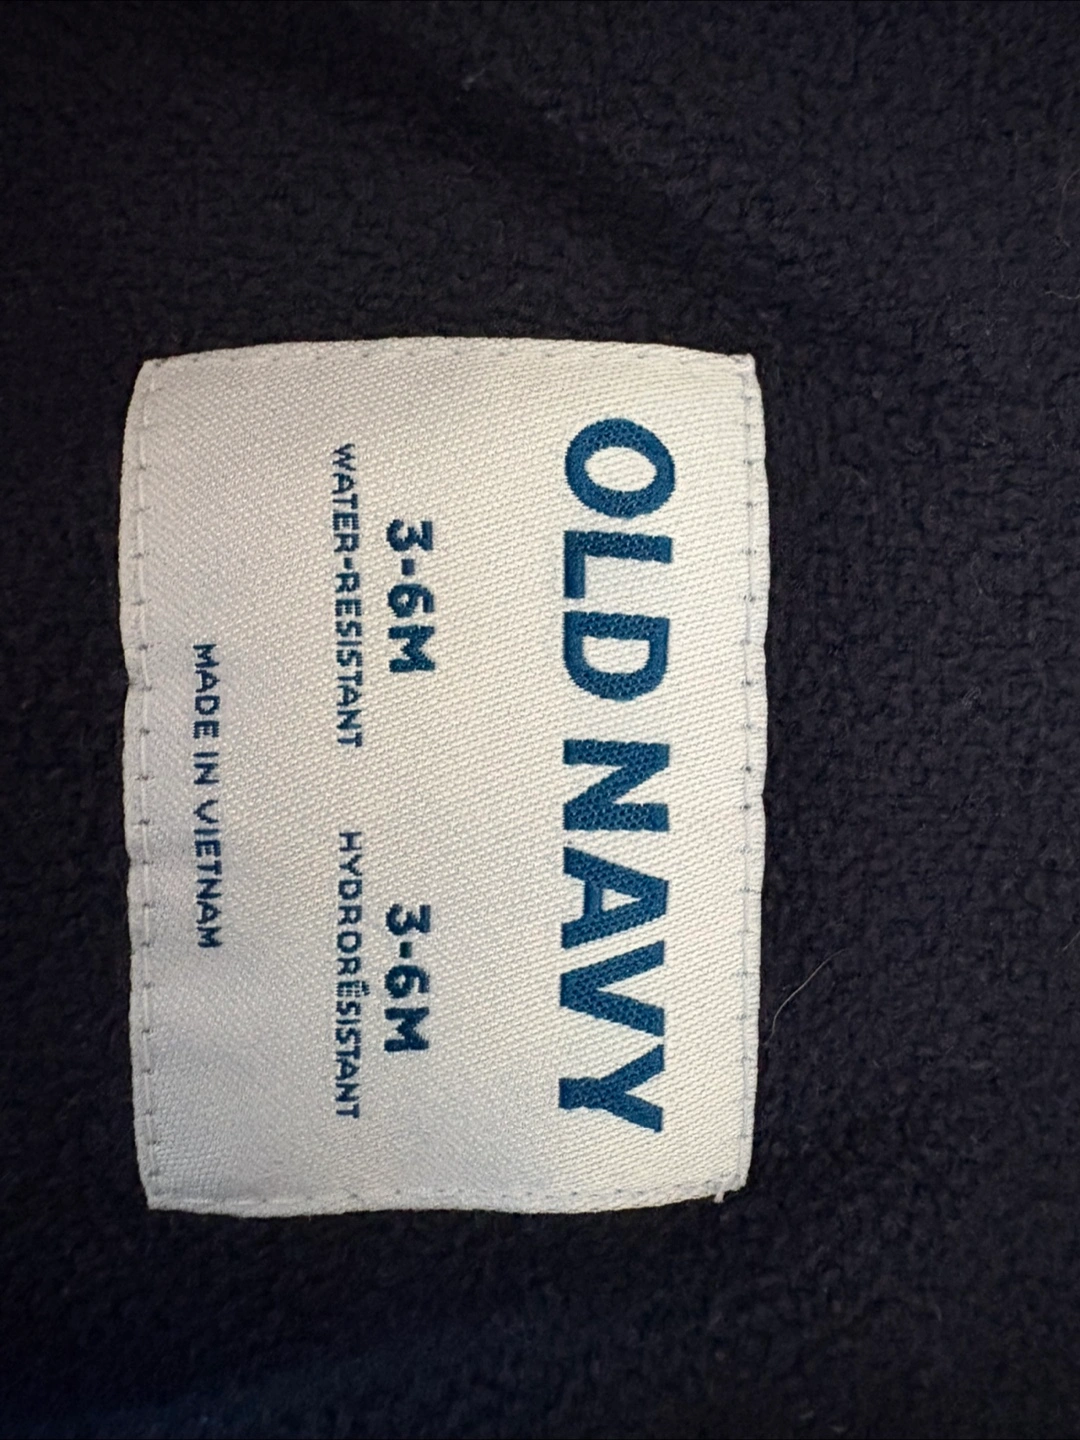 OLD NAVY
3-6M 3-6M
WATER-RESISTANT HYDRORÉSISTANT
MADE IN VIETNAM